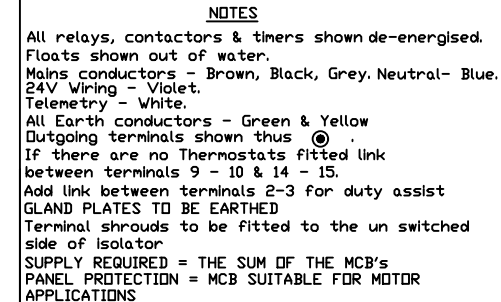 NOTES
All relays, contactors & timers shown de-energised.
Floats shown out of water.
Mains conductors - Brown, Black, Grey. Neutral- Blue.
24V Wiring - Violet.
Telemetry - White.
All Earth conductors - Green & Yellow
Outgoing terminals shown thus .
If there are no Thermostats fitted link
between terminals 9 - 10 & 14 - 15.
Add link between terminals 2-3 for duty assist
GLAND PLATES TO BE EARTHED
Terminal shrouds to be fitted to the un switched
side of isolator
SUPPLY REQUIRED = THE SUM OF THE MCB's
PANEL PROTECTION = MCB SUITABLE FOR MOTOR
APPLICATIONS